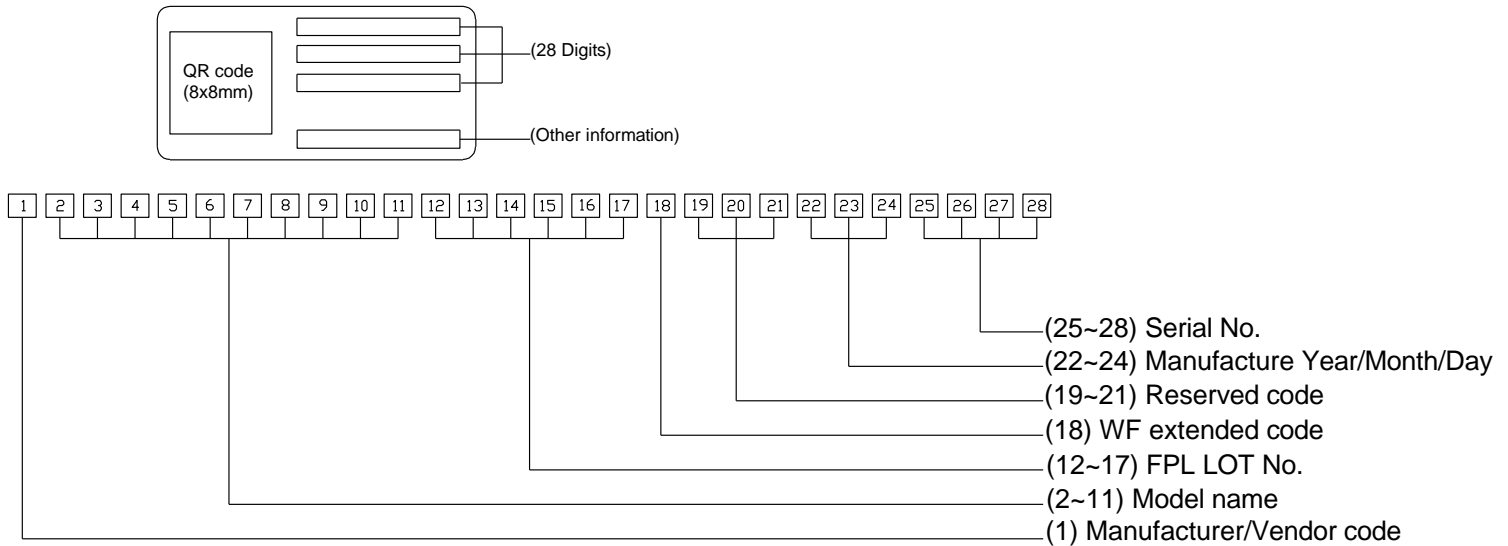 QR code
(8x8mm)
(28 Digits)
(Other information)
1 2 3 4 5 6 7 8 9 10 11 12 13 14 15 16 17 18 19 20 21 22 23 24 25 26 27 28
(25~28) Serial No.
(22~24) Manufacture Year/Month/Day
(19~21) Reserved code
(18) WF extended code
(12~17) FPL LOT No.
(2~11) Model name
(1) Manufacturer/Vendor code